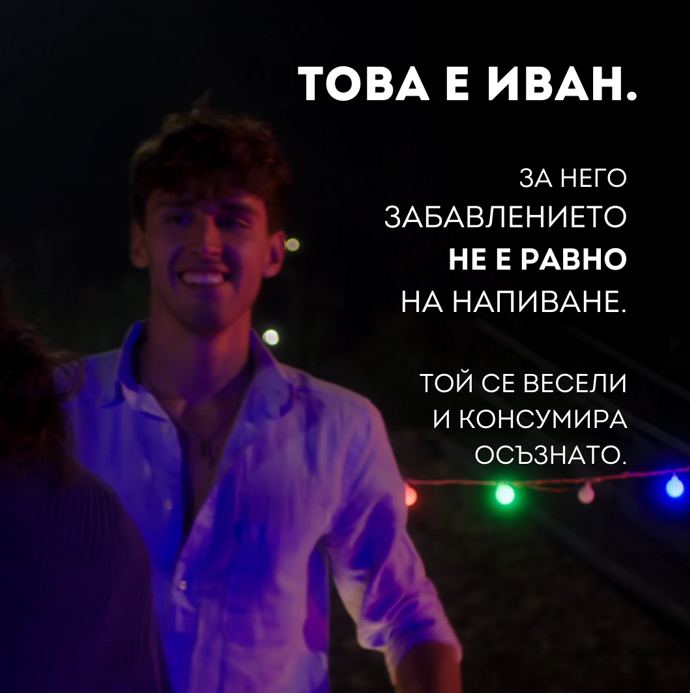 ТОВА Е ИВАН.
ЗА НЕГО
ЗАБАВЛЕНИЕТО
НЕ Е РАВНО
НА НАПИВАНЕ.
ТОЙ СЕ ВЕСЕЛИ
И КОНСУМИРА
ОСЪЗНАТО.